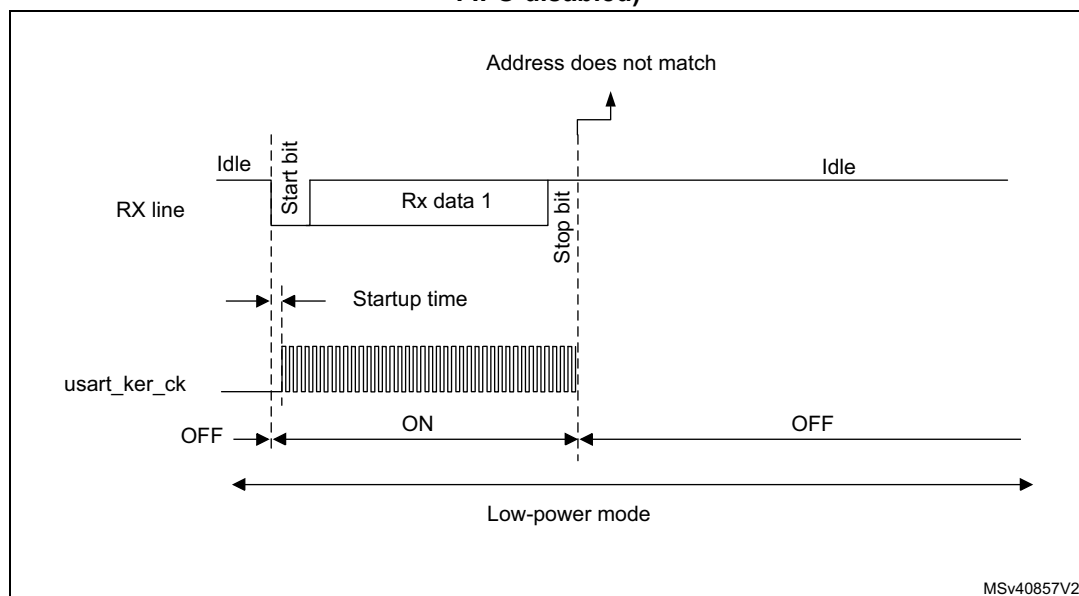 FIFO disabled)
Address does not match
Idle
Start bit
Rx data 1
Stop bit
Idle
RX line
Startup time
usart_ker_ck
OFF
ON
OFF
Low-power mode
MSv40857V2